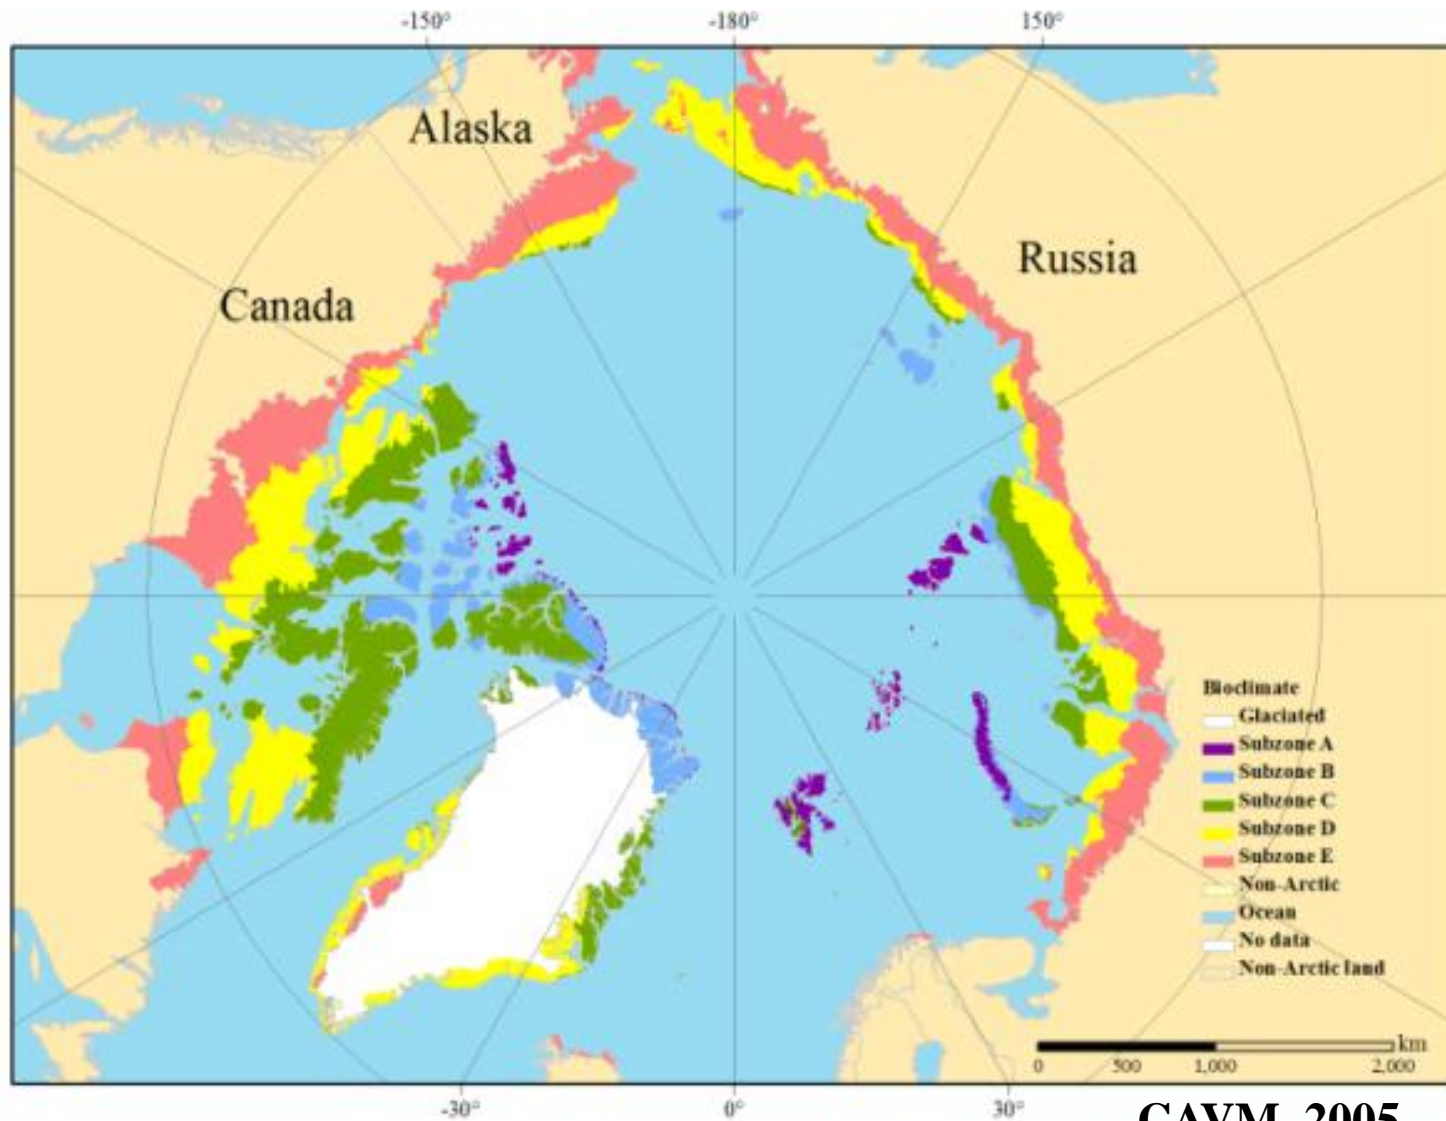 -150° -180° 150°
Alaska
Russia
Canada
Bioclimate
Glaciated
Subzone A
Subzone B
Subzone C
Subzone D
Subzone E
Non-Arctic
Ocean
No data
Non-Arctic land
km
0 500 1,000 2,000
-30° 0° 30°
CAVM, 2005